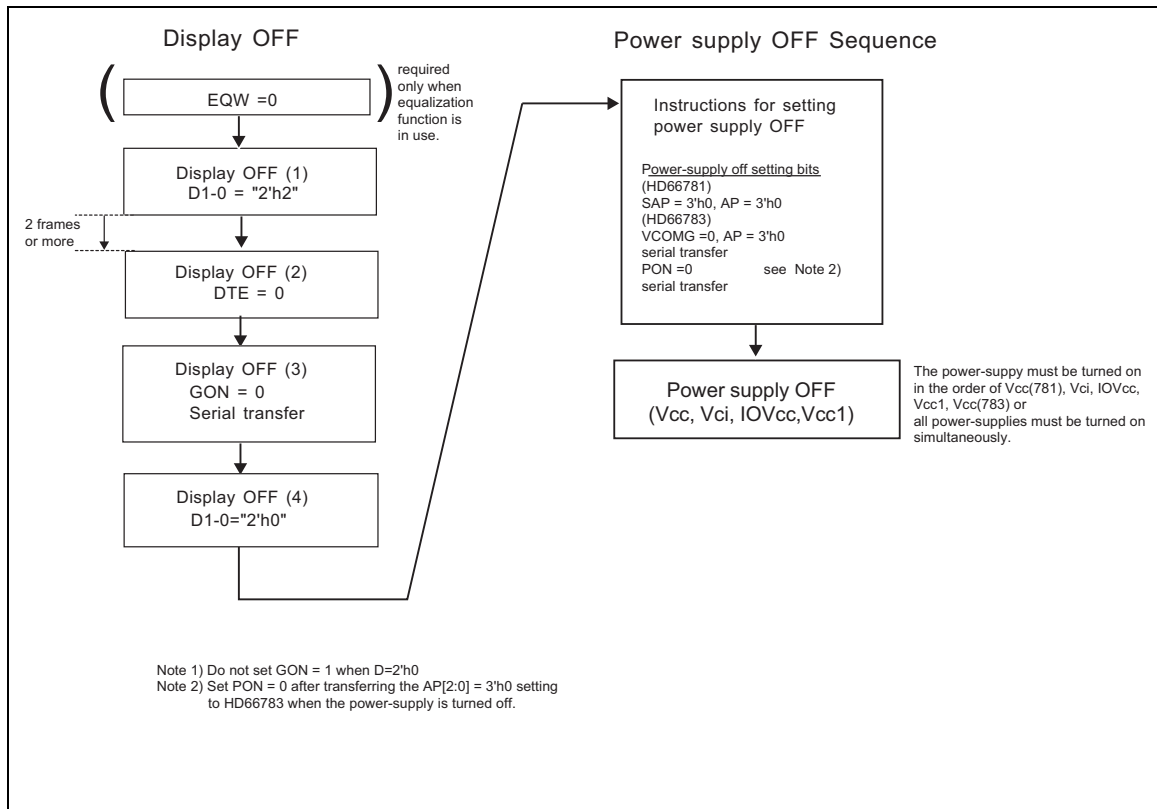 Display OFF
( EQW =0 )
required
only when
equalization
function is
in use.
Display OFF (1)
D1-0 = "2'h2"
2 frames
or more
Display OFF (2)
DTE = 0
Display OFF (3)
GON = 0
Serial transfer
Display OFF (4)
D1-0="2'h0"
Power supply OFF Sequence
Instructions for setting
power supply OFF
Power-supply off setting bits
(HD66781)
SAP = 3'h0, AP = 3'h0
(HD66783)
VCOMG =0, AP = 3'h0
serial transfer
PON =0 see Note 2)
serial transfer
Power supply OFF
(Vcc, Vci, IOVcc,Vcc1)
The power-suppy must be turned on
in the order of Vcc(781), Vci, IOVcc,
Vcc1, Vcc(783) or
all power-supplies must be turned on
simultaneously.
Note 1) Do not set GON = 1 when D=2'h0
Note 2) Set PON = 0 after transferring the AP[2:0] = 3'h0 setting
to HD66783 when the power-supply is turned off.